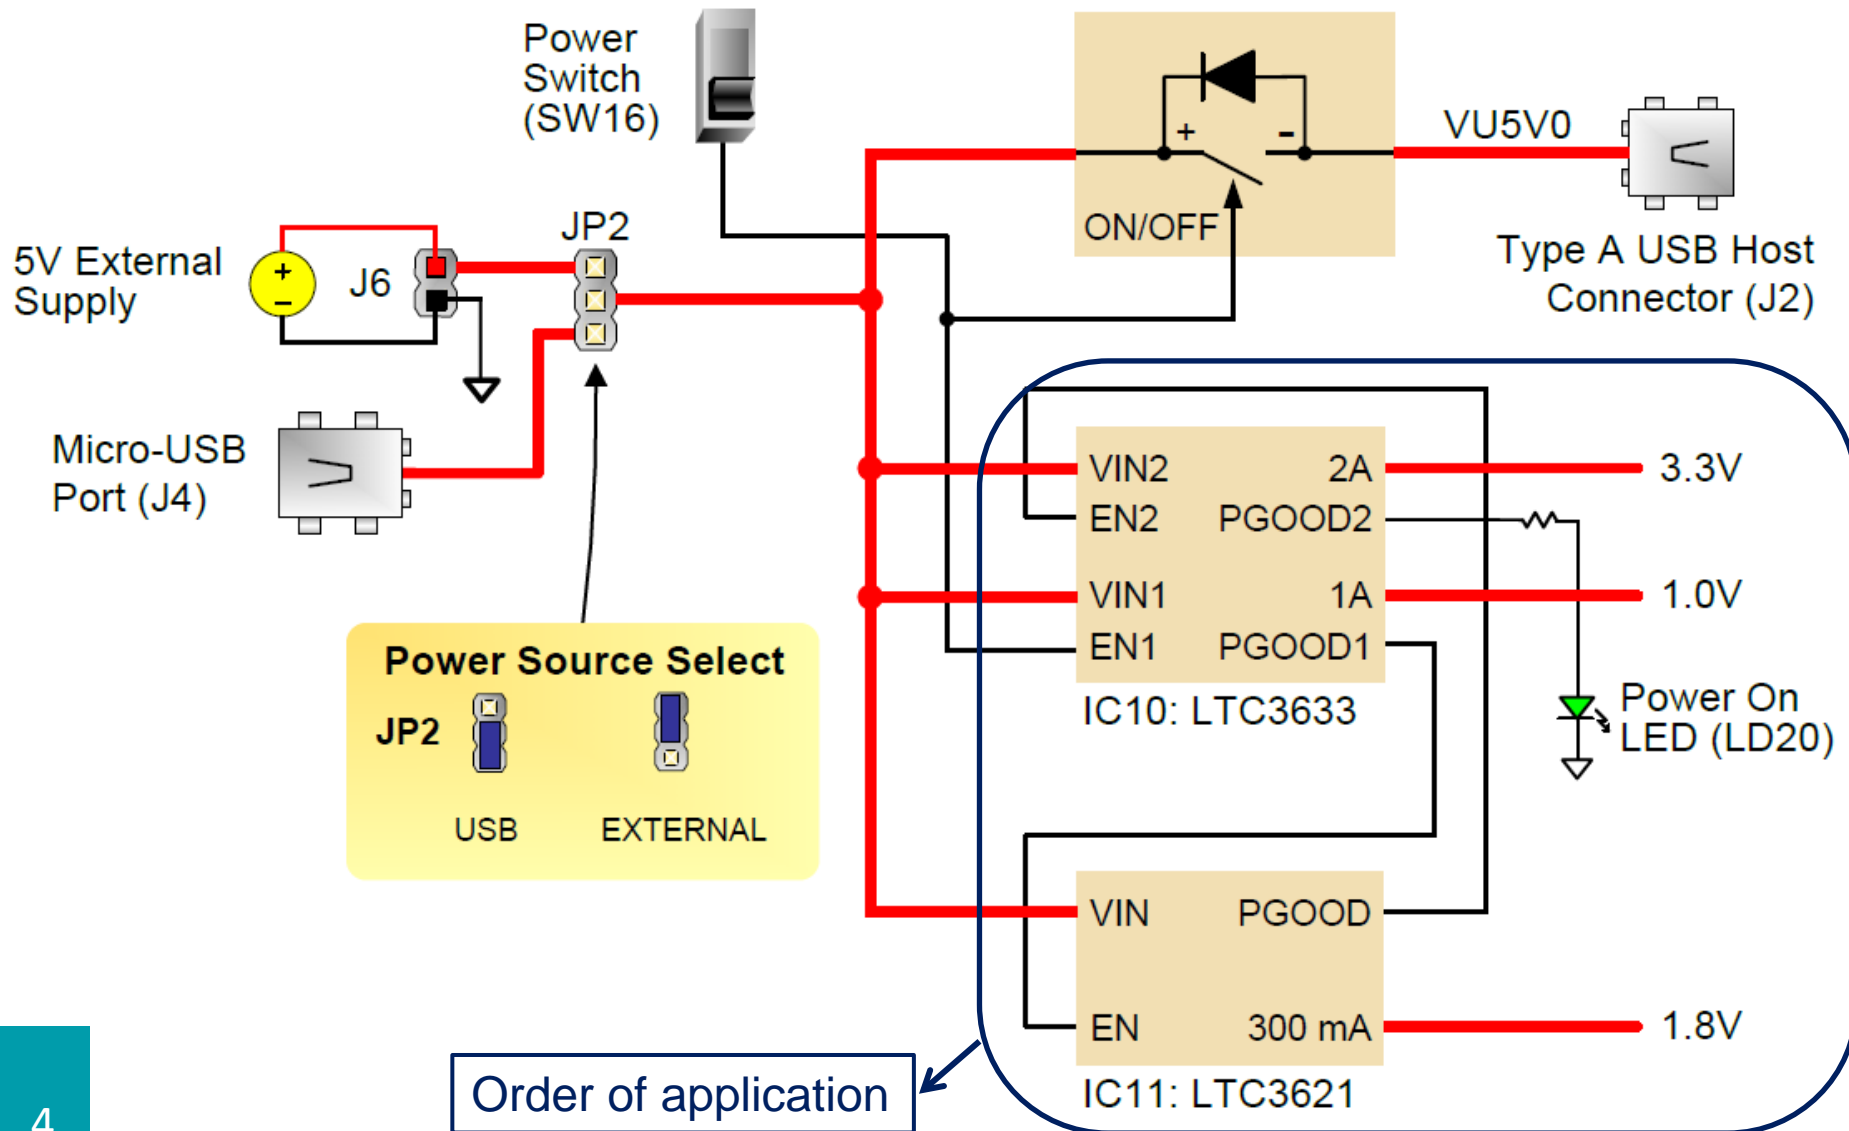 Power
Switch
(SW16)
+
-
ON/OFF
VU5V0
Type A USB Host
Connector (J2)
5V External
Supply
+
−
J6
JP2
Micro-USB
Port (J4)
Power Source Select
JP2
USB
EXTERNAL
VIN2
2A
3.3V
EN2
PGOOD2
VIN1
1A
1.0V
EN1
PGOOD1
IC10: LTC3633
Power On
LED (LD20)
VIN
PGOOD
EN
300 mA
1.8V
IC11: LTC3621
Order of application
4